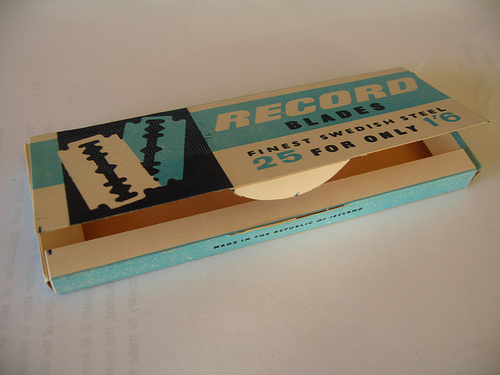 RECORD
BLADES
FINEST SWEDISH STEEL
25 FOR ONLY 1'6
MADE IN THE REPUBLIC OF IRELAND